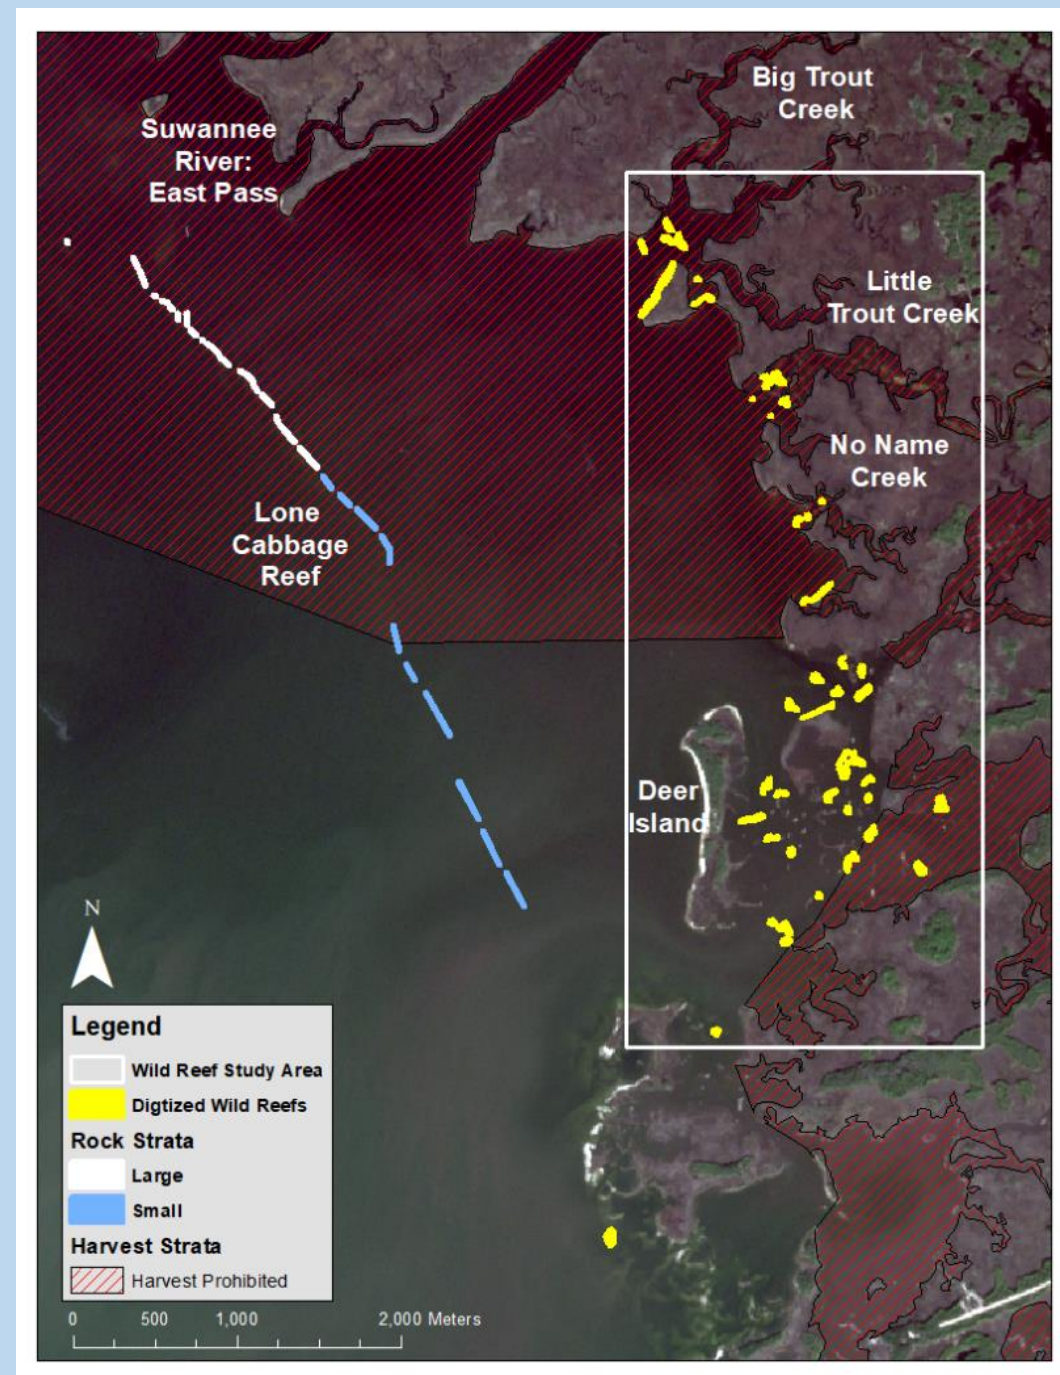 Big Trout
Creek
Suwannee
River:
East Pass
Little
Trout Creek
No Name
Creek
Lone
Cabbage
Reef
Deer
Island
N
Legend
Wild Reef Study Area
Digtized Wild Reefs
Rock Strata
Large
Small
Harvest Strata
Harvest Prohibited
0 500 1,000 2,000 Meters